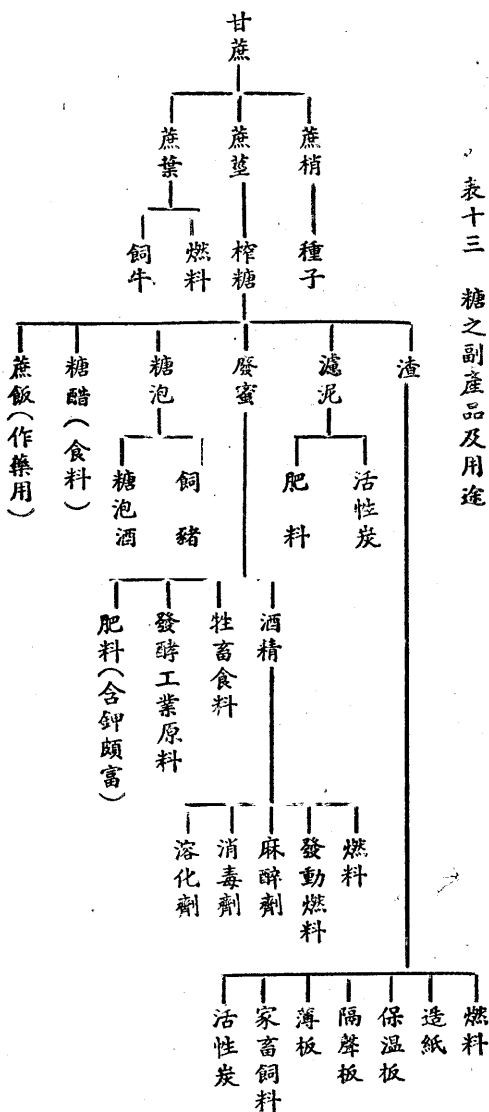 表十三　糖之副產品及用途
甘蔗
蔗梢
蔗莖
蔗葉
種子
榨糖
燃料
飼牛
渣
濾泥
廢蜜
糖泡
糖醋(食料)
蔗飯(作藥用)
活性炭
肥料
飼豬
糖泡酒
酒精
牲畜食料
發酵工業原料
肥料(含鉀頗富)
燃料
發動燃料
麻醉劑
消毒劑
溶化劑
燃料
造紙
保溫板
隔聲板
薄板
家畜飼料
活性炭